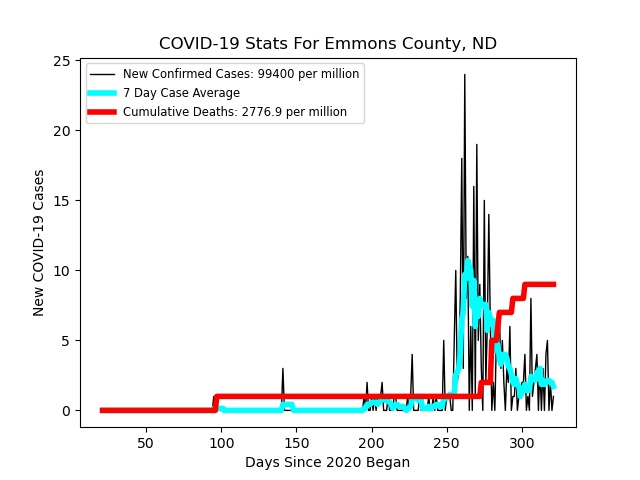 COVID-19 Stats For Emmons County, ND
New Confirmed Cases: 99400 per million
7 Day Case Average
Cumulative Deaths: 2776.9 per million
New COVID-19 Cases
25
20
15
10
5
0
50
100
150
200
250
300
Days Since 2020 Began